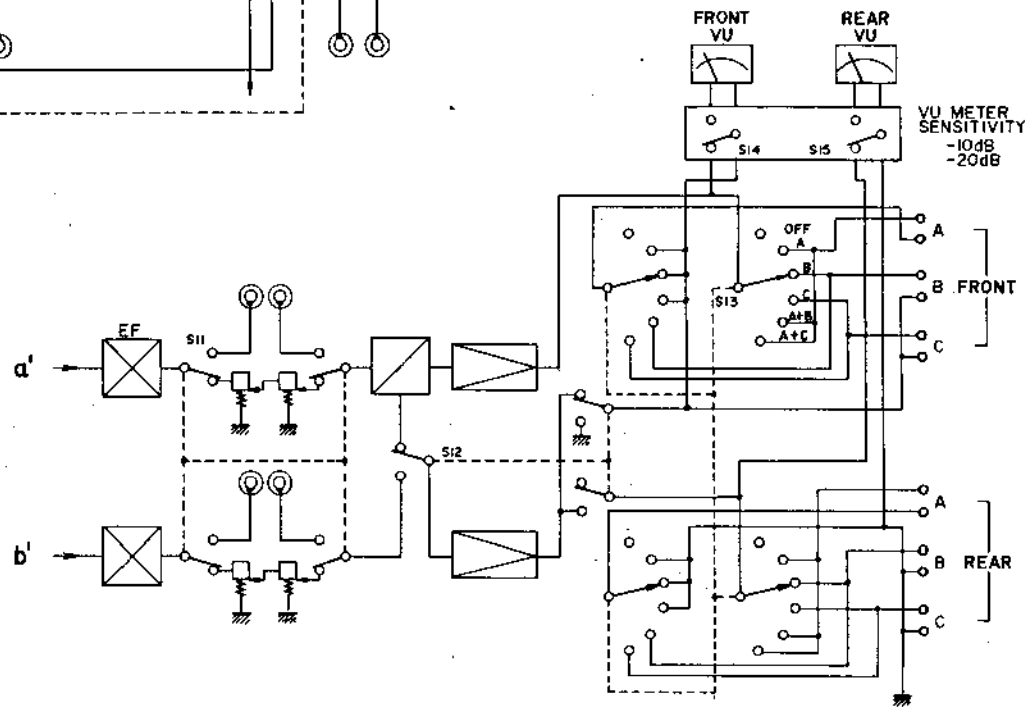 FRONT
VU
REAR
VU
VU METER
SENSITIVITY
-10dB
-20dB
S14
S15
OFF
A
B
C
A+B
A+C
S13
A
B
C
FRONT
EF
S11
a'
S12
b'
A
B
C
REAR